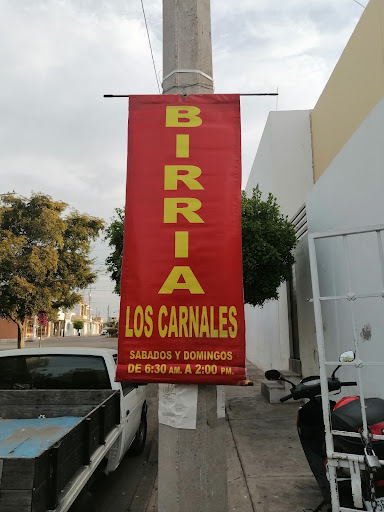 BIRRIA
LOS CARNALES
SABADOS Y DOMINGOS
DE 6:30 AM. A 2:00 PM.